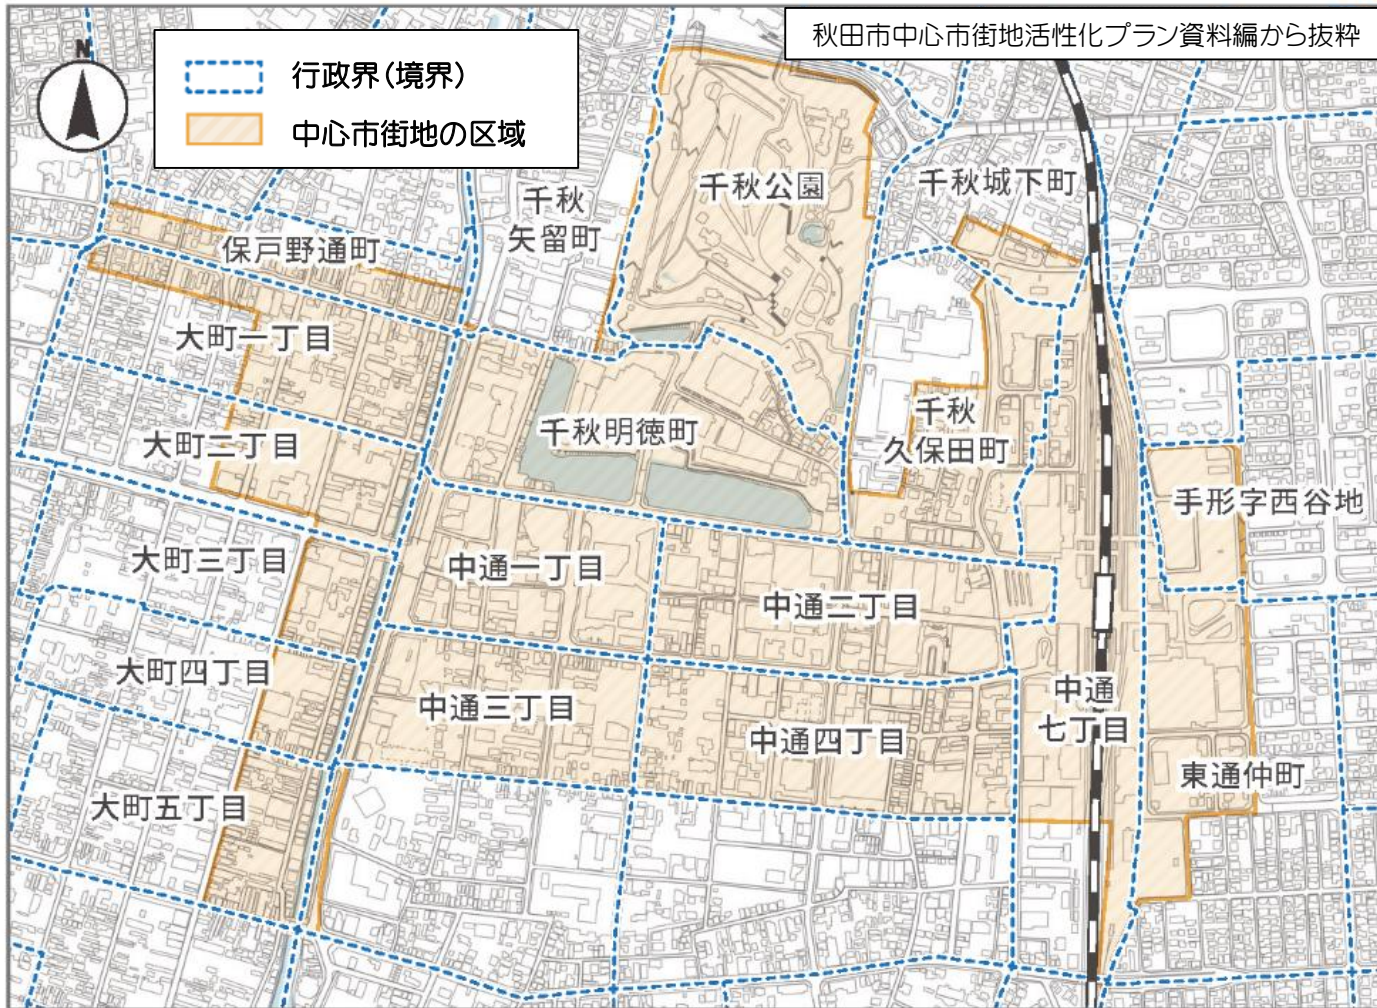 秋田市中心市街地活性化プラン資料編から抜粋
N
行政界(境界)
中心市街地の区域
千秋公園
千秋城下町
千秋
矢留町
保戸野通町
大町一丁目
千秋
久保田町
千秋明徳町
大町二丁目
手形字西谷地
大町三丁目
中通一丁目
中通二丁目
大町四丁目
中通三丁目
中通
七丁目
中通四丁目
東通仲町
大町五丁目